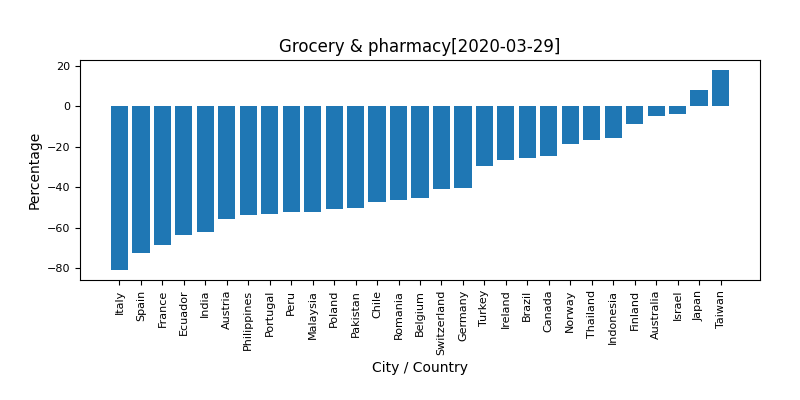 Grocery & pharmacy[2020-03-29]
Percentage
20
0
−20
−40
−60
−80
Italy
Spain
France
Ecuador
India
Austria
Philippines
Portugal
Peru
Malaysia
Poland
Pakistan
Chile
Romania
Belgium
Switzerland
Germany
Turkey
Ireland
Brazil
Canada
Norway
Thailand
Indonesia
Finland
Australia
Israel
Japan
Taiwan
City / Country